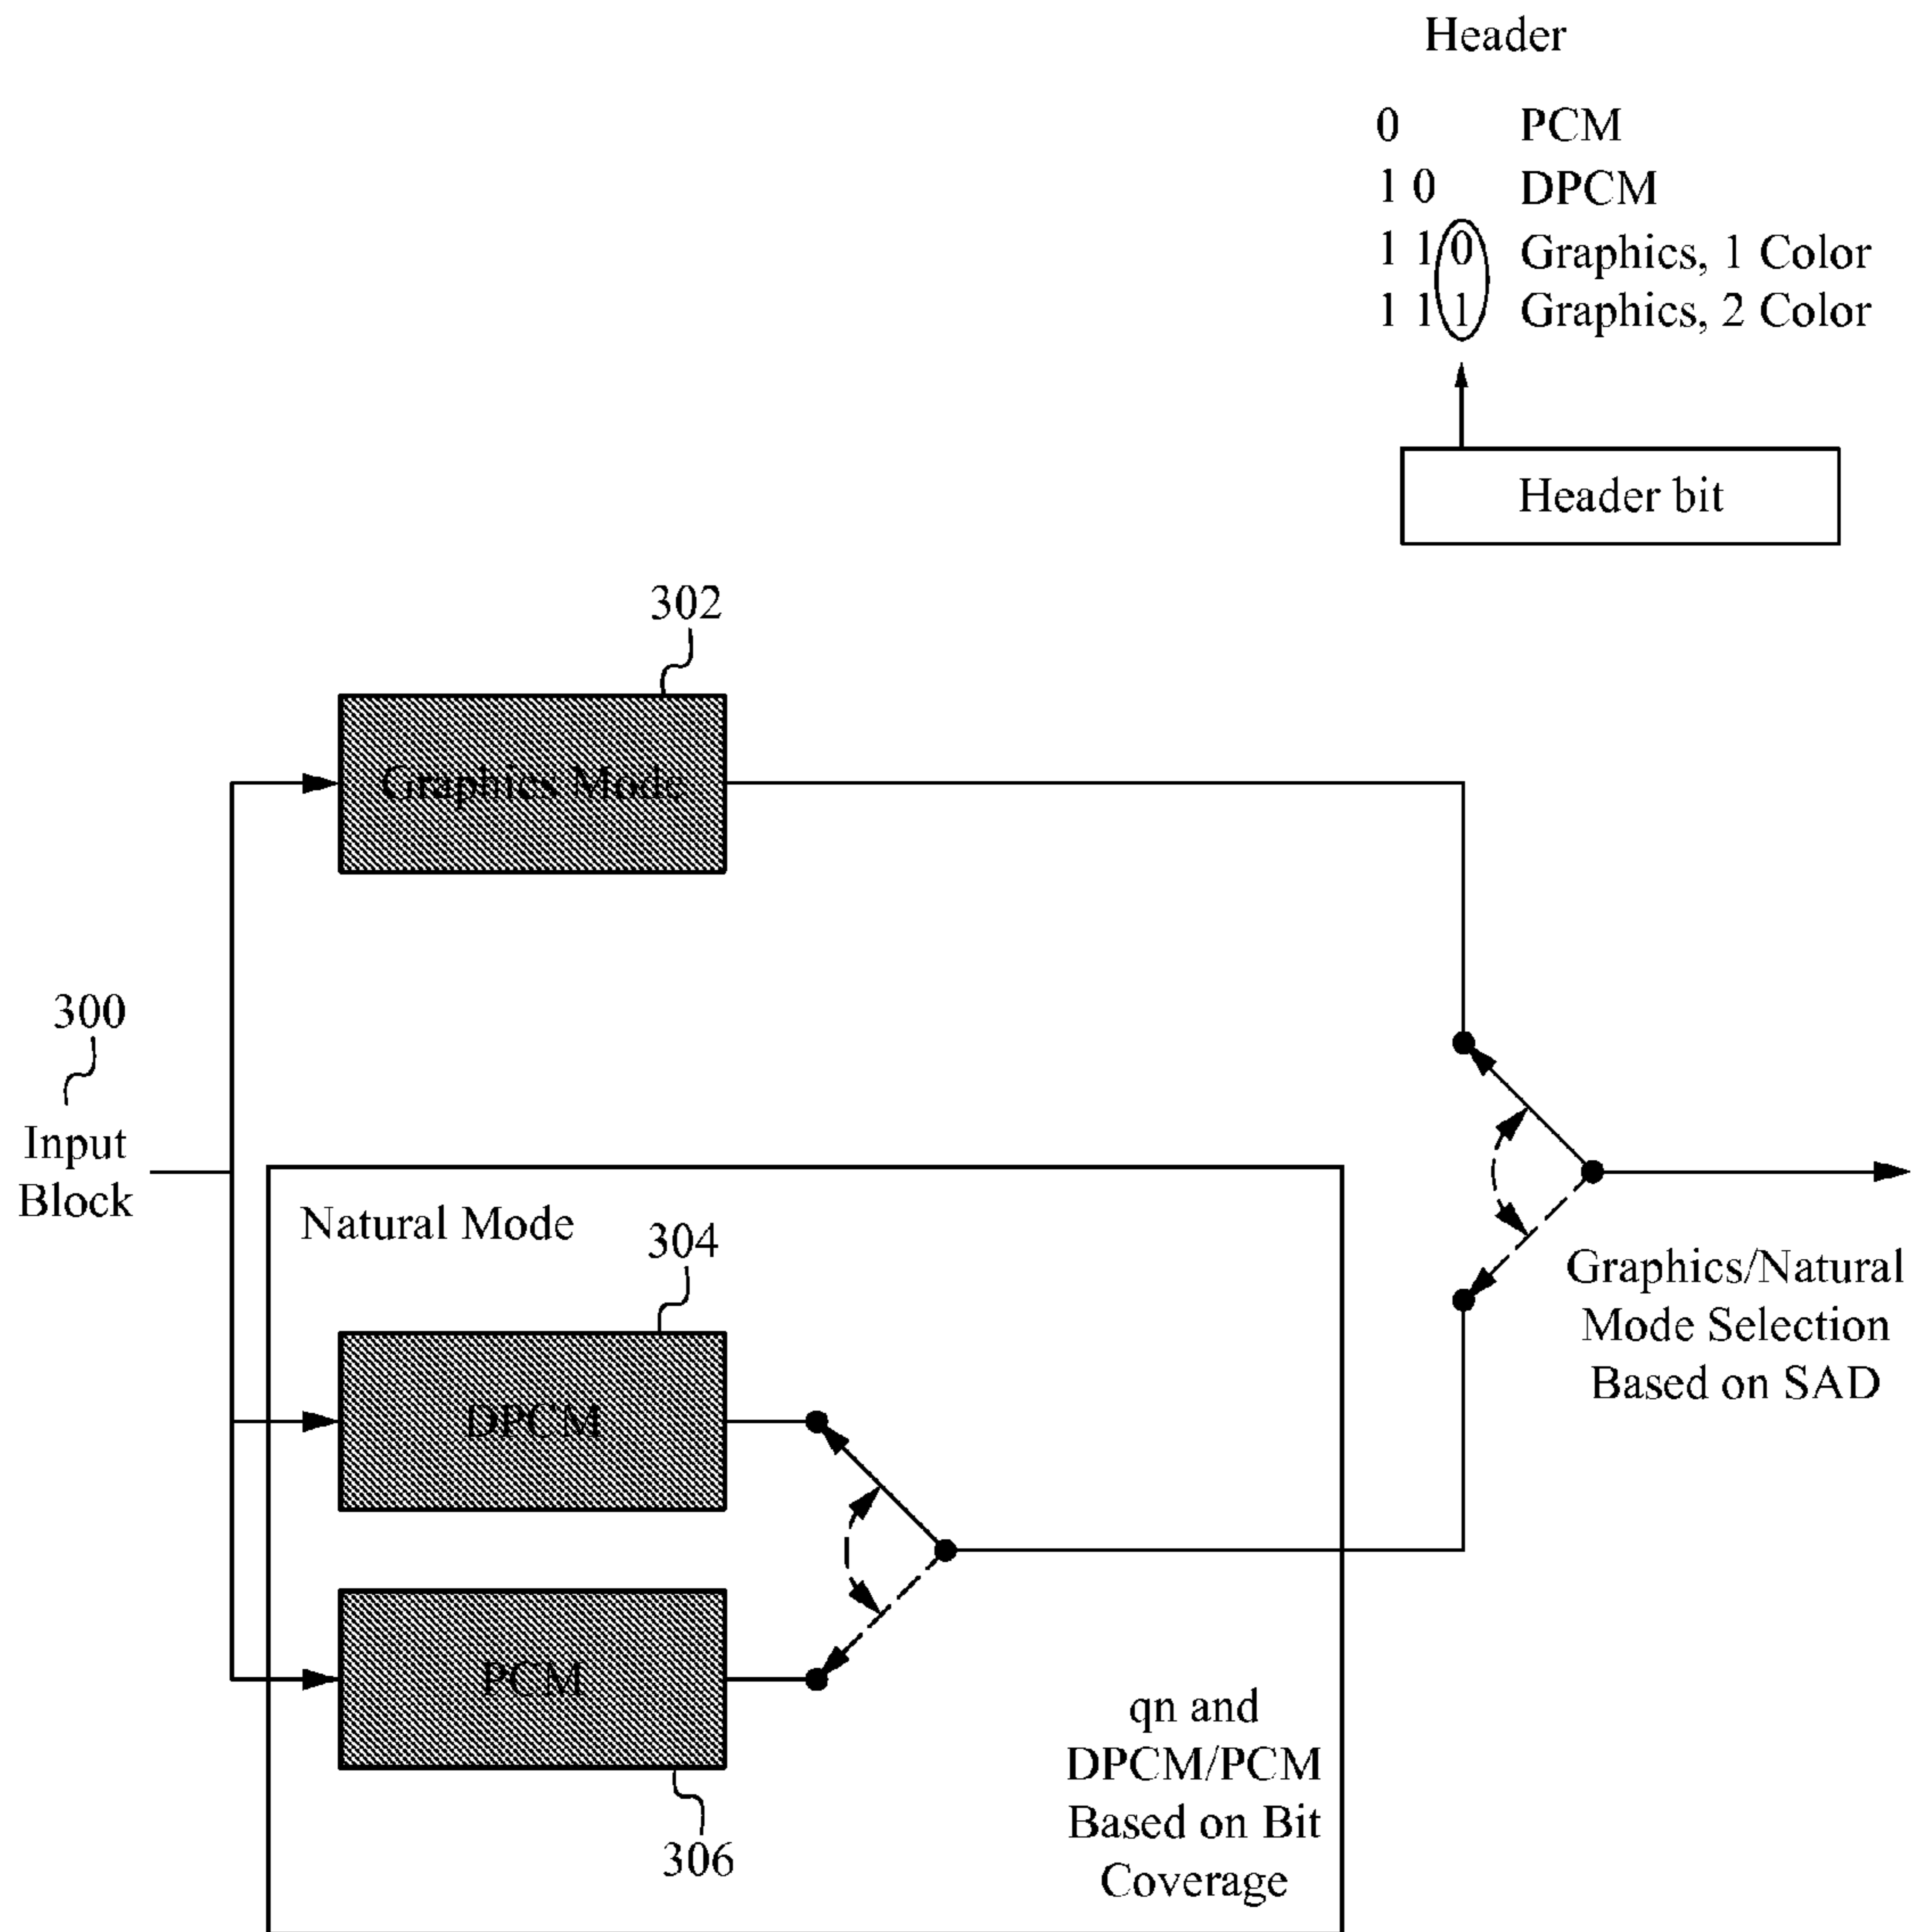 Header
0 PCM
1 0 DPCM
1 1 0 Graphics, 1 Color
1 1 1 Graphics, 2 Color
Header bit
302
Graphics Mode
300
Input
Block
Natural Mode
304
DPCM
PCM
306
qn and
DPCM/PCM
Based on Bit
Coverage
Graphics/Natural
Mode Selection
Based on SAD